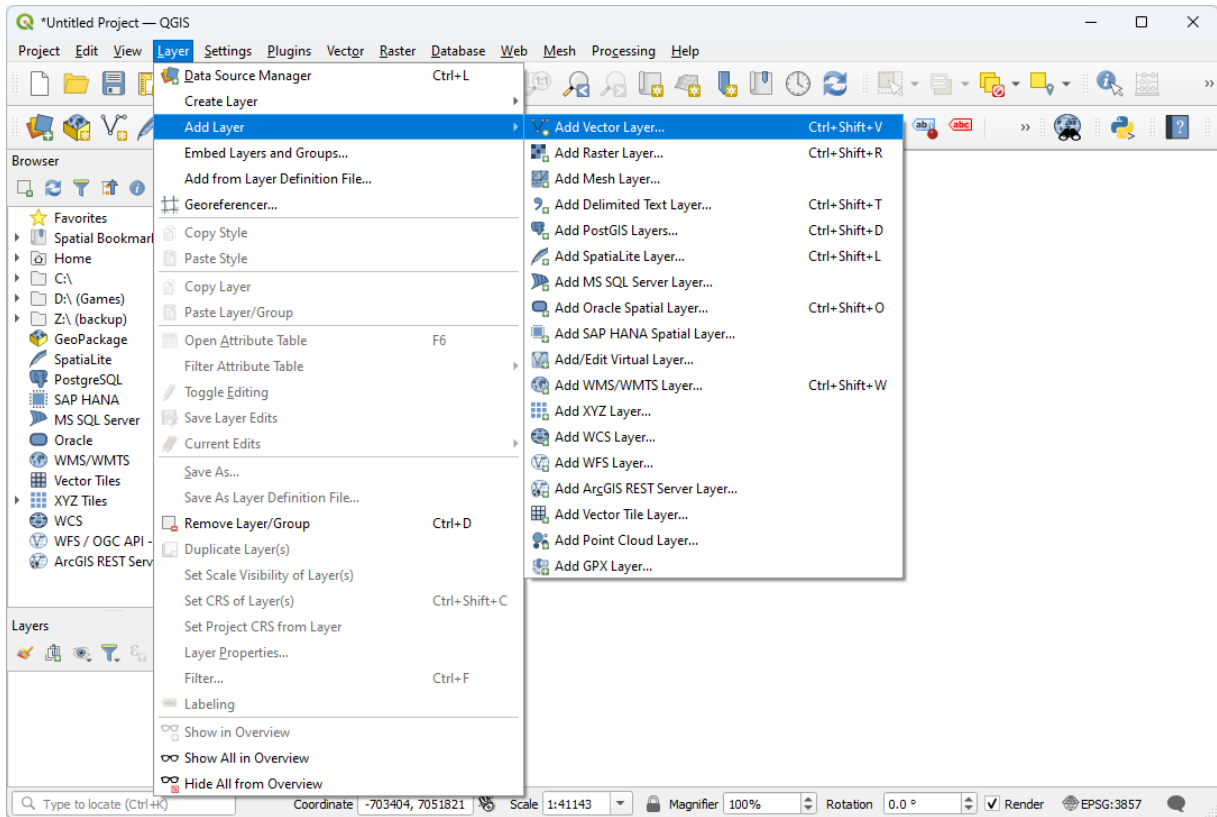 *Untitled Project — QGIS
Project Edit View Layer Settings Plugins Vector Raster Database Web Mesh Processing Help
1:1
abc
Browser
Favorites
Spatial Bookmar
Home
C:\
D:\ (Games)
Z:\ (backup)
GeoPackage
SpatiaLite
PostgreSQL
SAP HANA
MS SQL Server
Oracle
WMS/WMTS
Vector Tiles
XYZ Tiles
WCS
WFS / OGC API -
ArcGIS REST Serv
Layers
Data Source Manager Ctrl+L
Create Layer
Add Layer
Embed Layers and Groups...
Add from Layer Definition File...
Georeferencer...
Copy Style
Paste Style
Copy Layer
Paste Layer/Group
Open Attribute Table F6
Filter Attribute Table
Toggle Editing
Save Layer Edits
Current Edits
Save As...
Save As Layer Definition File...
Remove Layer/Group Ctrl+D
Duplicate Layer(s)
Set Scale Visibility of Layer(s)
Set CRS of Layer(s) Ctrl+Shift+C
Set Project CRS from Layer
Layer Properties...
Filter... Ctrl+F
Labeling
Show in Overview
Show All in Overview
Hide All from Overview
Add Vector Layer... Ctrl+Shift+V
Add Raster Layer... Ctrl+Shift+R
Add Mesh Layer...
Add Delimited Text Layer... Ctrl+Shift+T
Add PostGIS Layers... Ctrl+Shift+D
Add SpatiaLite Layer... Ctrl+Shift+L
Add MS SQL Server Layer...
Add Oracle Spatial Layer... Ctrl+Shift+O
Add SAP HANA Spatial Layer...
Add/Edit Virtual Layer...
Add WMS/WMTS Layer... Ctrl+Shift+W
Add XYZ Layer...
Add WCS Layer...
Add WFS Layer...
Add ArcGIS REST Server Layer...
Add Vector Tile Layer...
Add Point Cloud Layer...
Add GPX Layer...
Type to locate (Ctrl+K) Coordinate -703404, 7051821 Scale 1:41143 Magnifier 100% Rotation 0.0 ° Render EPSG:3857